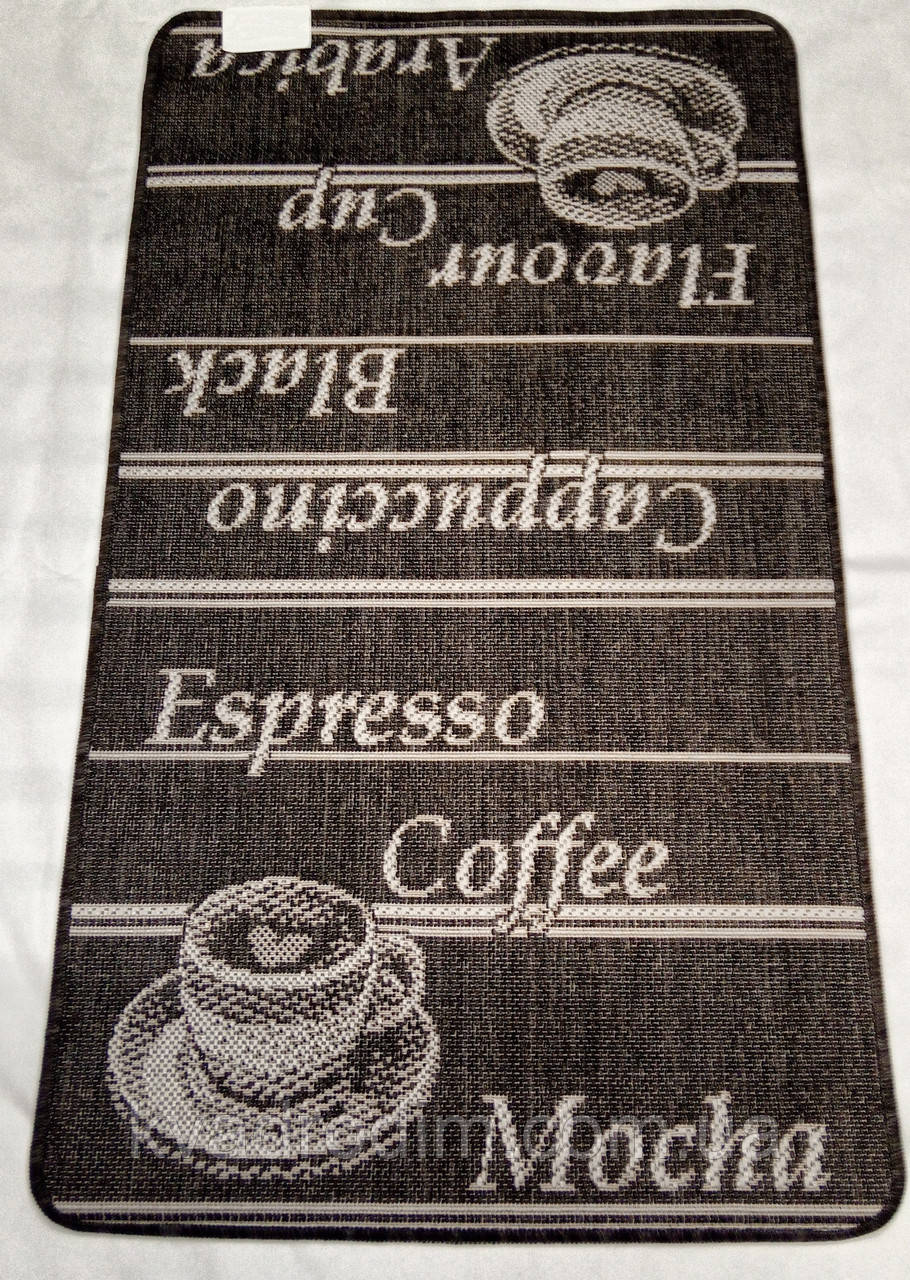 Arabica
Cup
Flavour
Black
Cappuccino
Espresso
Coffee
Mocha